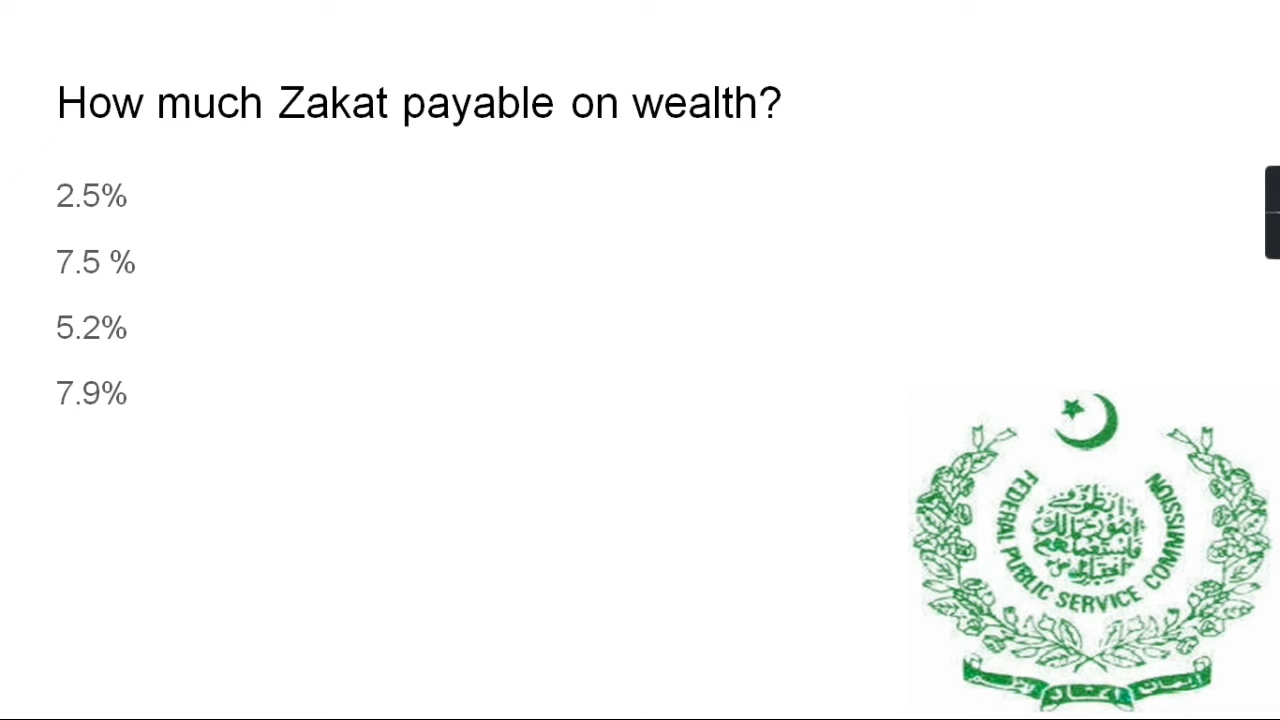 How much Zakat payable on wealth?
2.5%
7.5 %
5.2%
7.9%
FEDERAL PUBLIC SERVICE COMMISSION